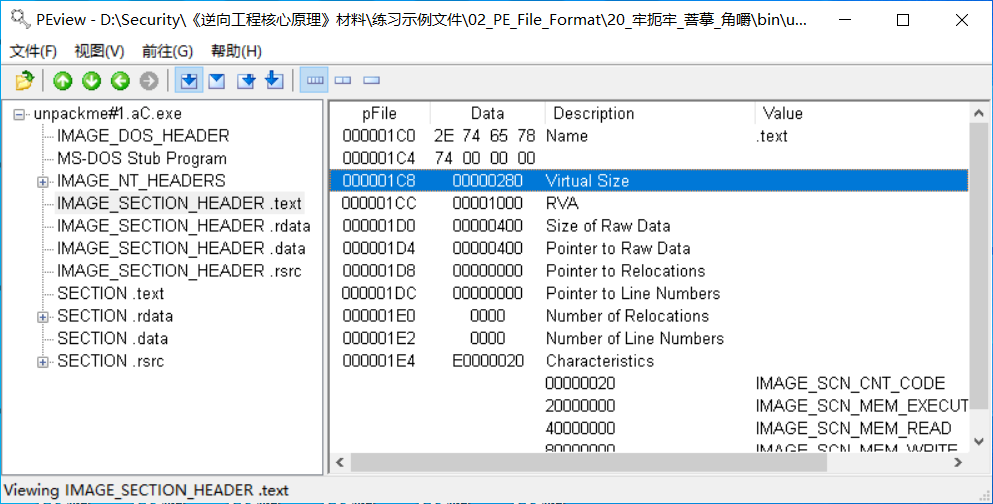 PEview - D:\Security\《逆向工程核心原理》材料\练习示例文件\02_PE_File_Format\20_牢扼牢_菩摹_角嚼\bin\u...
文件(F) 视图(V) 前往(G) 帮助(H)
unpackme#1.aC.exe
IMAGE_DOS_HEADER
MS-DOS Stub Program
IMAGE_NT_HEADERS
IMAGE_SECTION_HEADER .text
IMAGE_SECTION_HEADER .rdata
IMAGE_SECTION_HEADER .data
IMAGE_SECTION_HEADER .rsrc
SECTION .text
SECTION .rdata
SECTION .data
SECTION .rsrc
pFile Data Description Value
000001C0 2E 74 65 78 Name .text
000001C4 74 00 00 00
000001C8 00000280 Virtual Size
000001CC 00001000 RVA
000001D0 00000400 Size of Raw Data
000001D4 00000400 Pointer to Raw Data
000001D8 00000000 Pointer to Relocations
000001DC 00000000 Pointer to Line Numbers
000001E0 0000 Number of Relocations
000001E2 0000 Number of Line Numbers
000001E4 E0000020 Characteristics
00000020 IMAGE_SCN_CNT_CODE
20000000 IMAGE_SCN_MEM_EXECUT
40000000 IMAGE_SCN_MEM_READ
80000000 IMAGE_SCN_MEM_WRITE
Viewing IMAGE_SECTION_HEADER .text